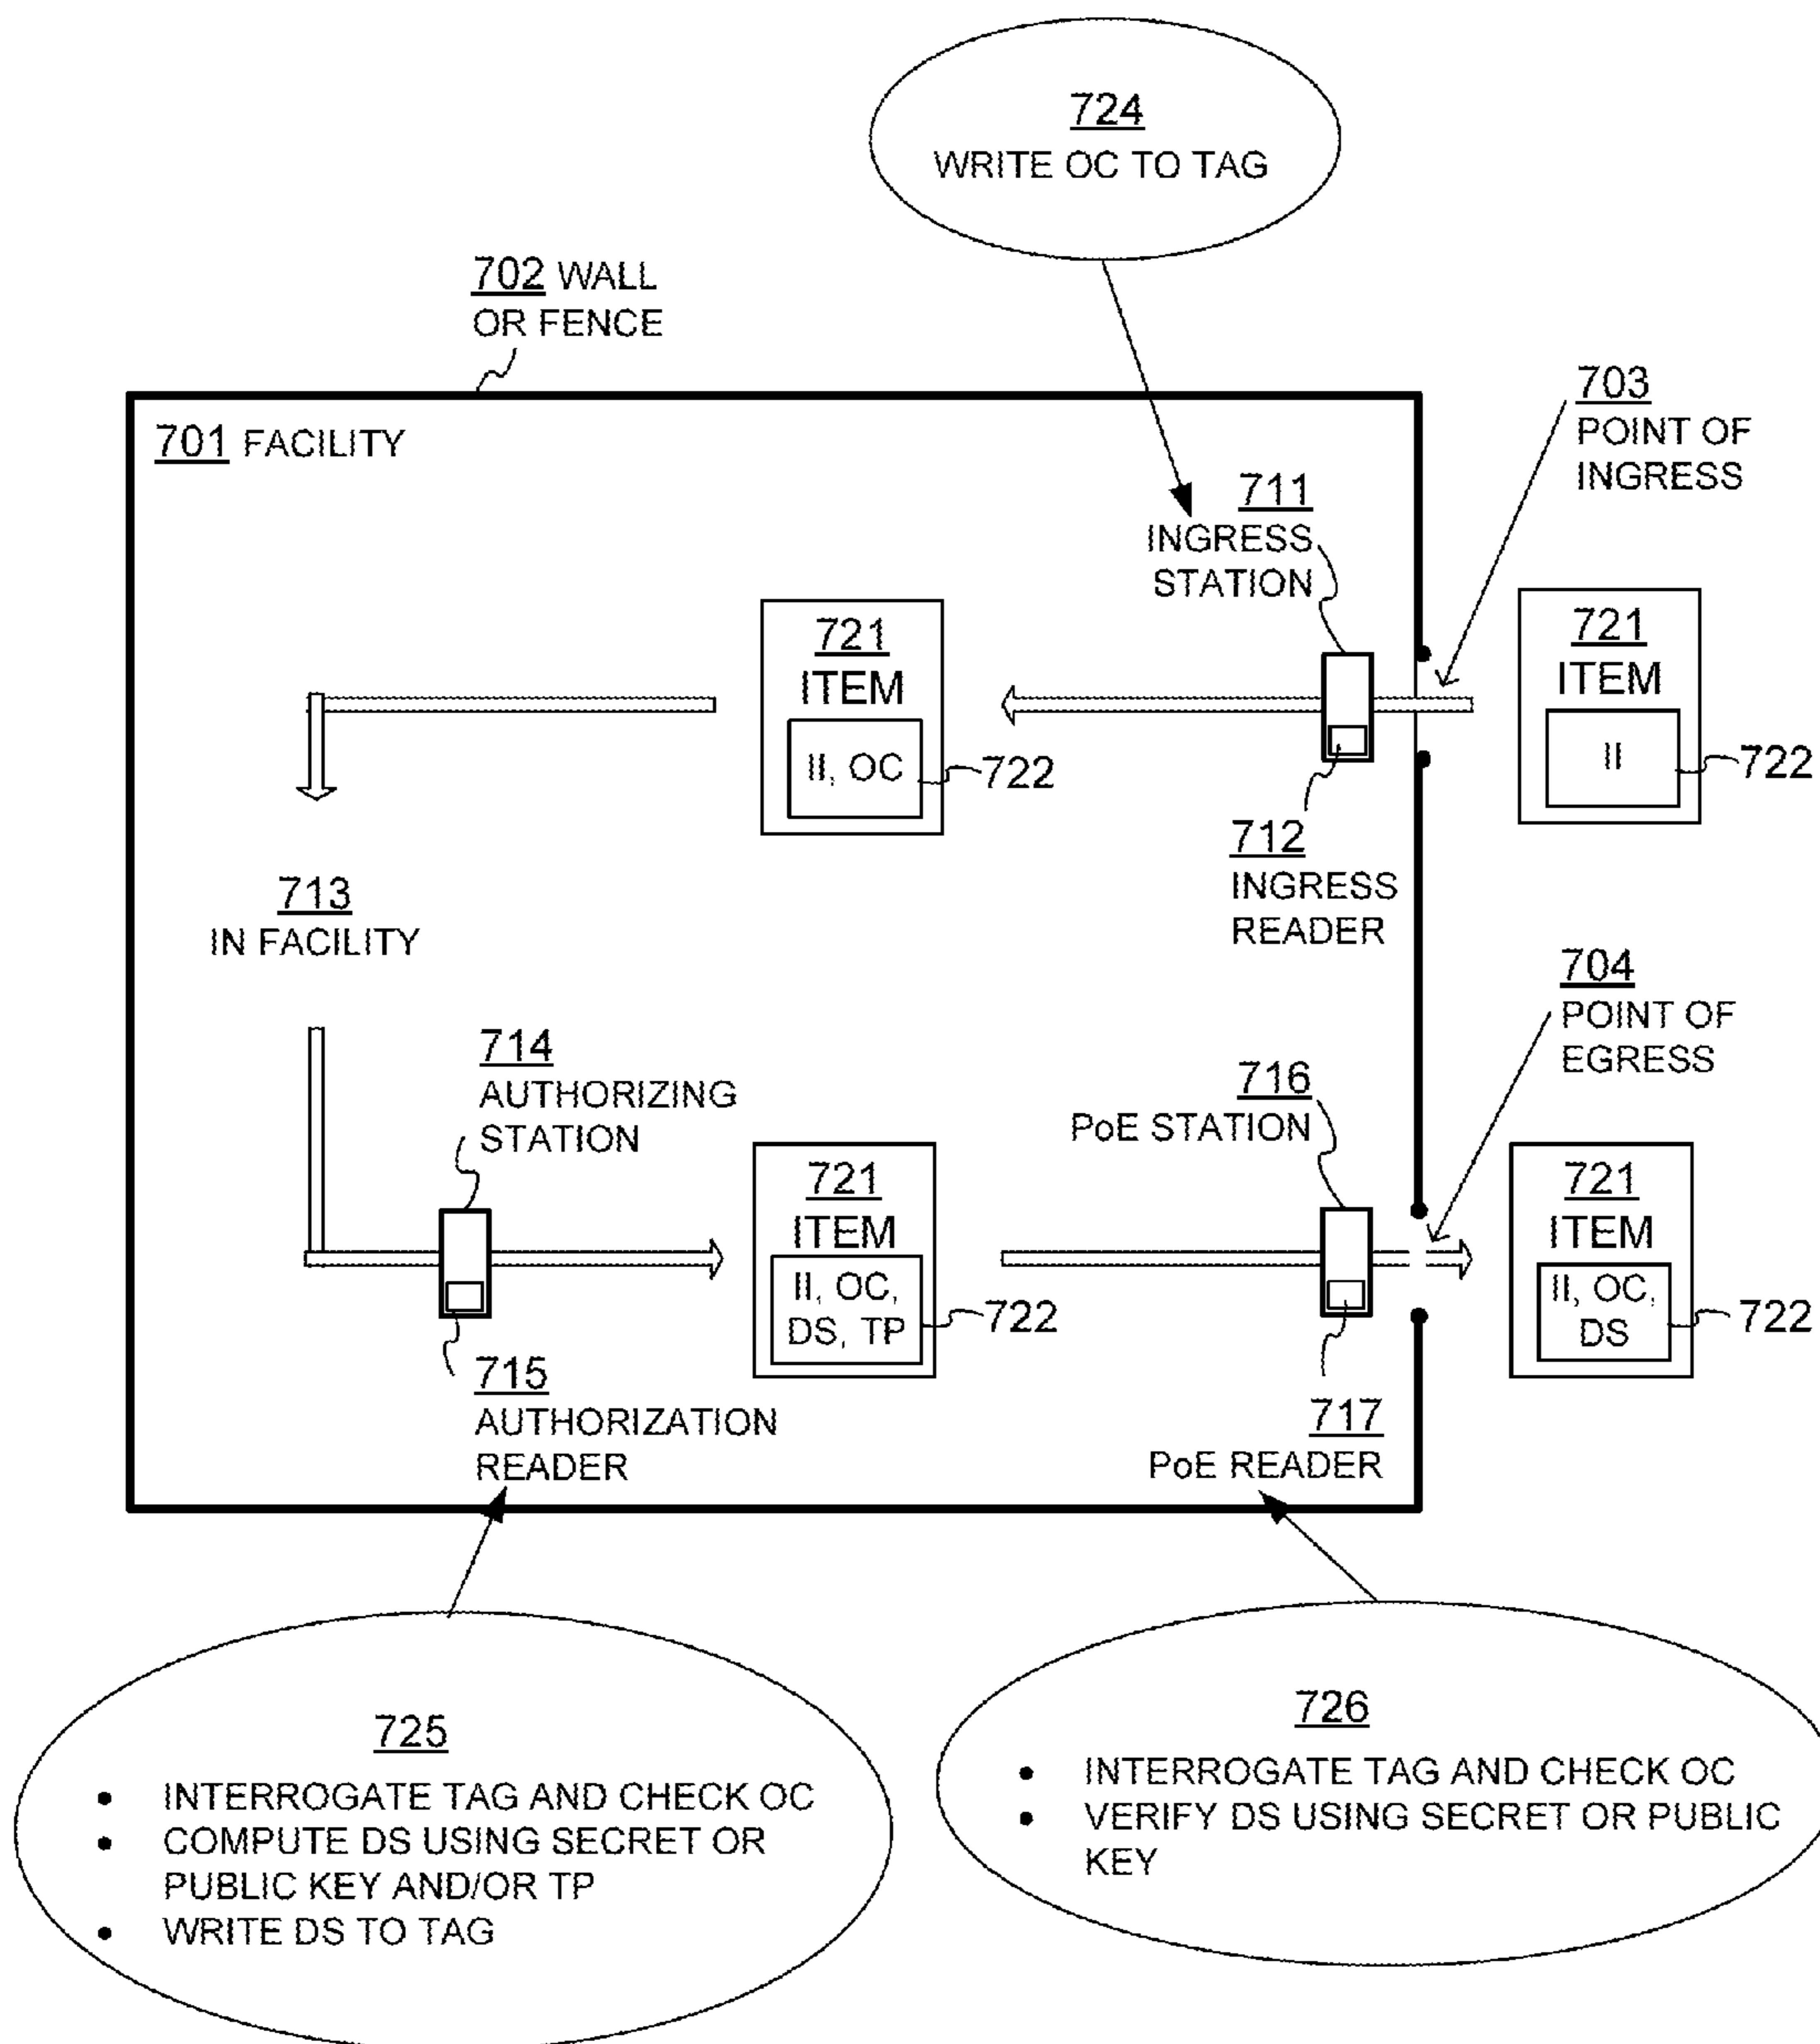 724
WRITE OC TO TAG
702 WALL
OR FENCE
703
POINT OF
INGRESS
701 FACILITY
711
INGRESS
STATION
721
ITEM
II, OC
722
721
ITEM
II
722
712
INGRESS
READER
713
IN FACILITY
704
POINT OF
EGRESS
714
AUTHORIZING
STATION
716
PoE STATION
721
ITEM
II, OC,
DS, TP
722
721
ITEM
II, OC,
DS
722
715
AUTHORIZATION
READER
717
PoE READER
725
• INTERROGATE TAG AND CHECK OC
• COMPUTE DS USING SECRET OR
PUBLIC KEY AND/OR TP
• WRITE DS TO TAG
726
• INTERROGATE TAG AND CHECK OC
• VERIFY DS USING SECRET OR PUBLIC
KEY